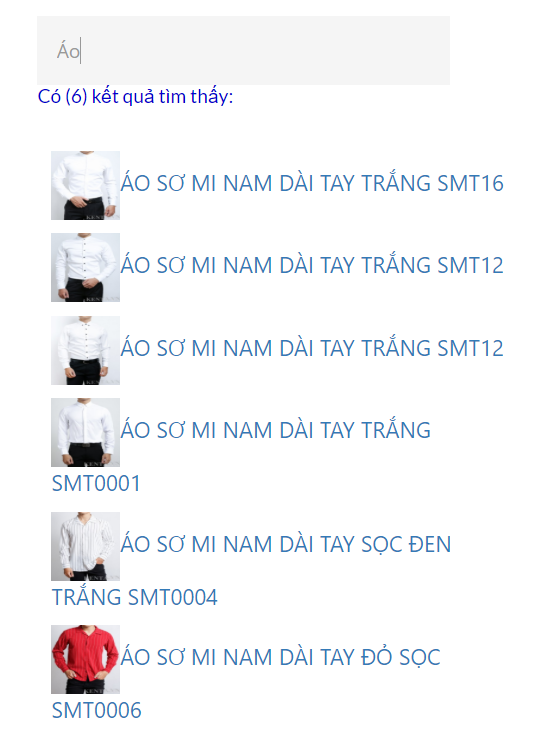 Áo
Có (6) kết quả tìm thấy:
ÁO SƠ MI NAM DÀI TAY TRẮNG SMT16
ÁO SƠ MI NAM DÀI TAY TRẮNG SMT12
ÁO SƠ MI NAM DÀI TAY TRẮNG SMT12
ÁO SƠ MI NAM DÀI TAY TRẮNG
SMT0001
ÁO SƠ MI NAM DÀI TAY SỌC ĐEN
TRẮNG SMT0004
ÁO SƠ MI NAM DÀI TAY ĐỎ SỌC
SMT0006